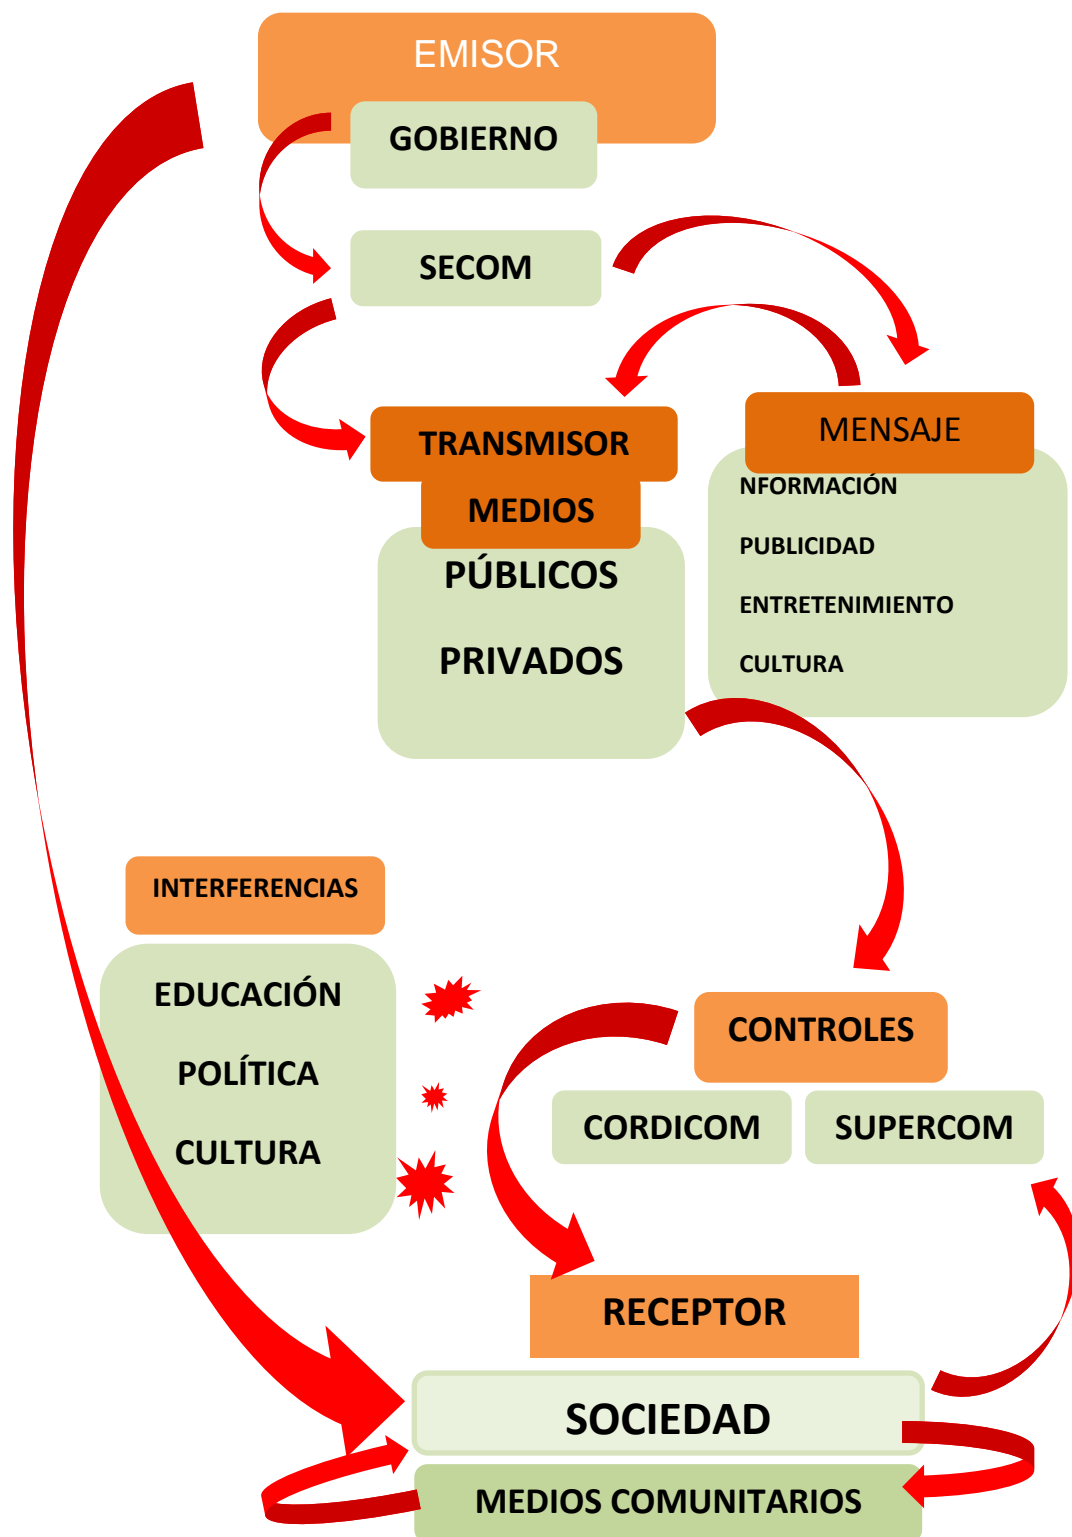 EMISOR
GOBIERNO
SECOM
TRANSMISOR
MEDIOS
PÚBLICOS
PRIVADOS
MENSAJE
NFORMACIÓN
PUBLICIDAD
ENTRETENIMIENTO
CULTURA
INTERFERENCIAS
EDUCACIÓN
POLÍTICA
CULTURA
CONTROLES
CORDICOM
SUPERCOM
RECEPTOR
SOCIEDAD
MEDIOS COMUNITARIOS